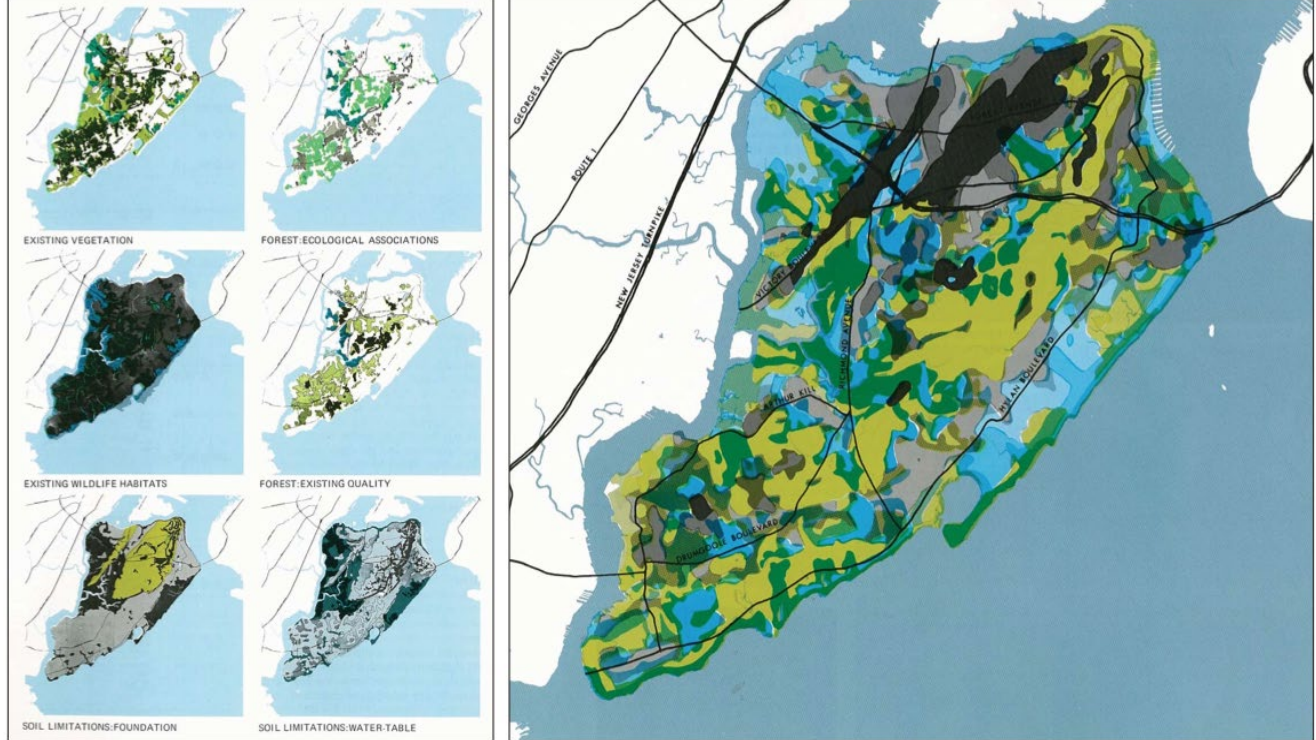 EXISTING VEGETATION
FOREST:ECOLOGICAL ASSOCIATIONS
EXISTING WILDLIFE HABITATS
FOREST:EXISTING QUALITY
SOIL LIMITATIONS:FOUNDATION
SOIL LIMITATIONS:WATER-TABLE
GEORGES AVENUE
ROUTE 1
NEW JERSEY TURNPIKE
VICTORY
RICHMOND AVENUE
HYLAN BOULEVARD
ARTHUR KILL
DRUMGOOLE BOULEVARD